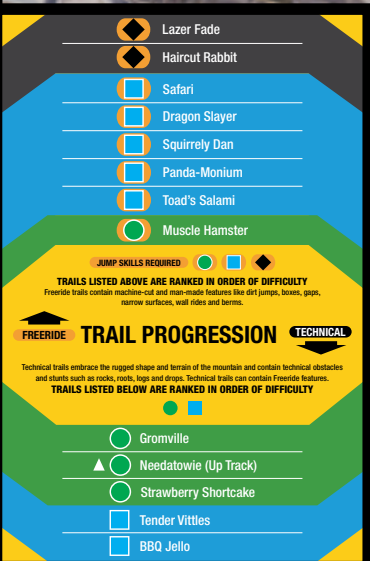 Lazer Fade
Haircut Rabbit
Safari
Dragon Slayer
Squirrely Dan
Panda-Monium
Toad's Salami
Muscle Hamster
JUMP SKILLS REQUIRED
TRAILS LISTED ABOVE ARE RANKED IN ORDER OF DIFFICULTY
Freeride trails contain machine-cut and man-made features like dirt jumps, boxes, gaps,
narrow surfaces, wall rides and berms.
FREERIDE TRAIL PROGRESSION TECHNICAL
Technical trails embrace the rugged shape and terrain of the mountain and contain technical obstacles
and stunts such as rocks, roots, logs and drops. Technical trails can contain Freeride features.
TRAILS LISTED BELOW ARE RANKED IN ORDER OF DIFFICULTY
Gromville
Needatowie (Up Track)
Strawberry Shortcake
Tender Vittles
BBQ Jello